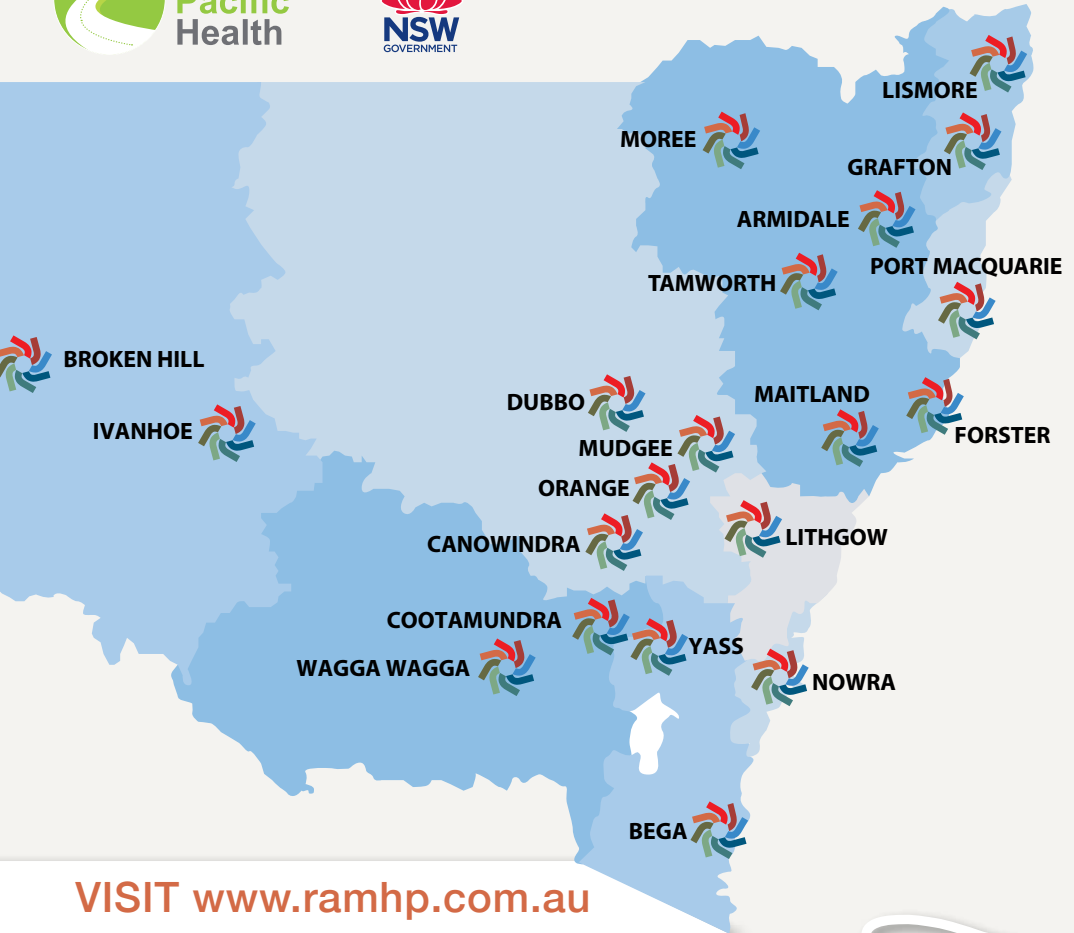 Pacific
Health
NSW
GOVERNMENT
LISMORE
MOREE
GRAFTON
ARMIDALE
PORT MACQUARIE
TAMWORTH
BROKEN HILL
DUBBO
MAITLAND
IVANHOE
FORSTER
MUDGEE
ORANGE
LITHGOW
CANOWINDRA
COOTAMUNDRA
YASS
WAGGA WAGGA
NOWRA
BEGA
VISIT www.ramhp.com.au